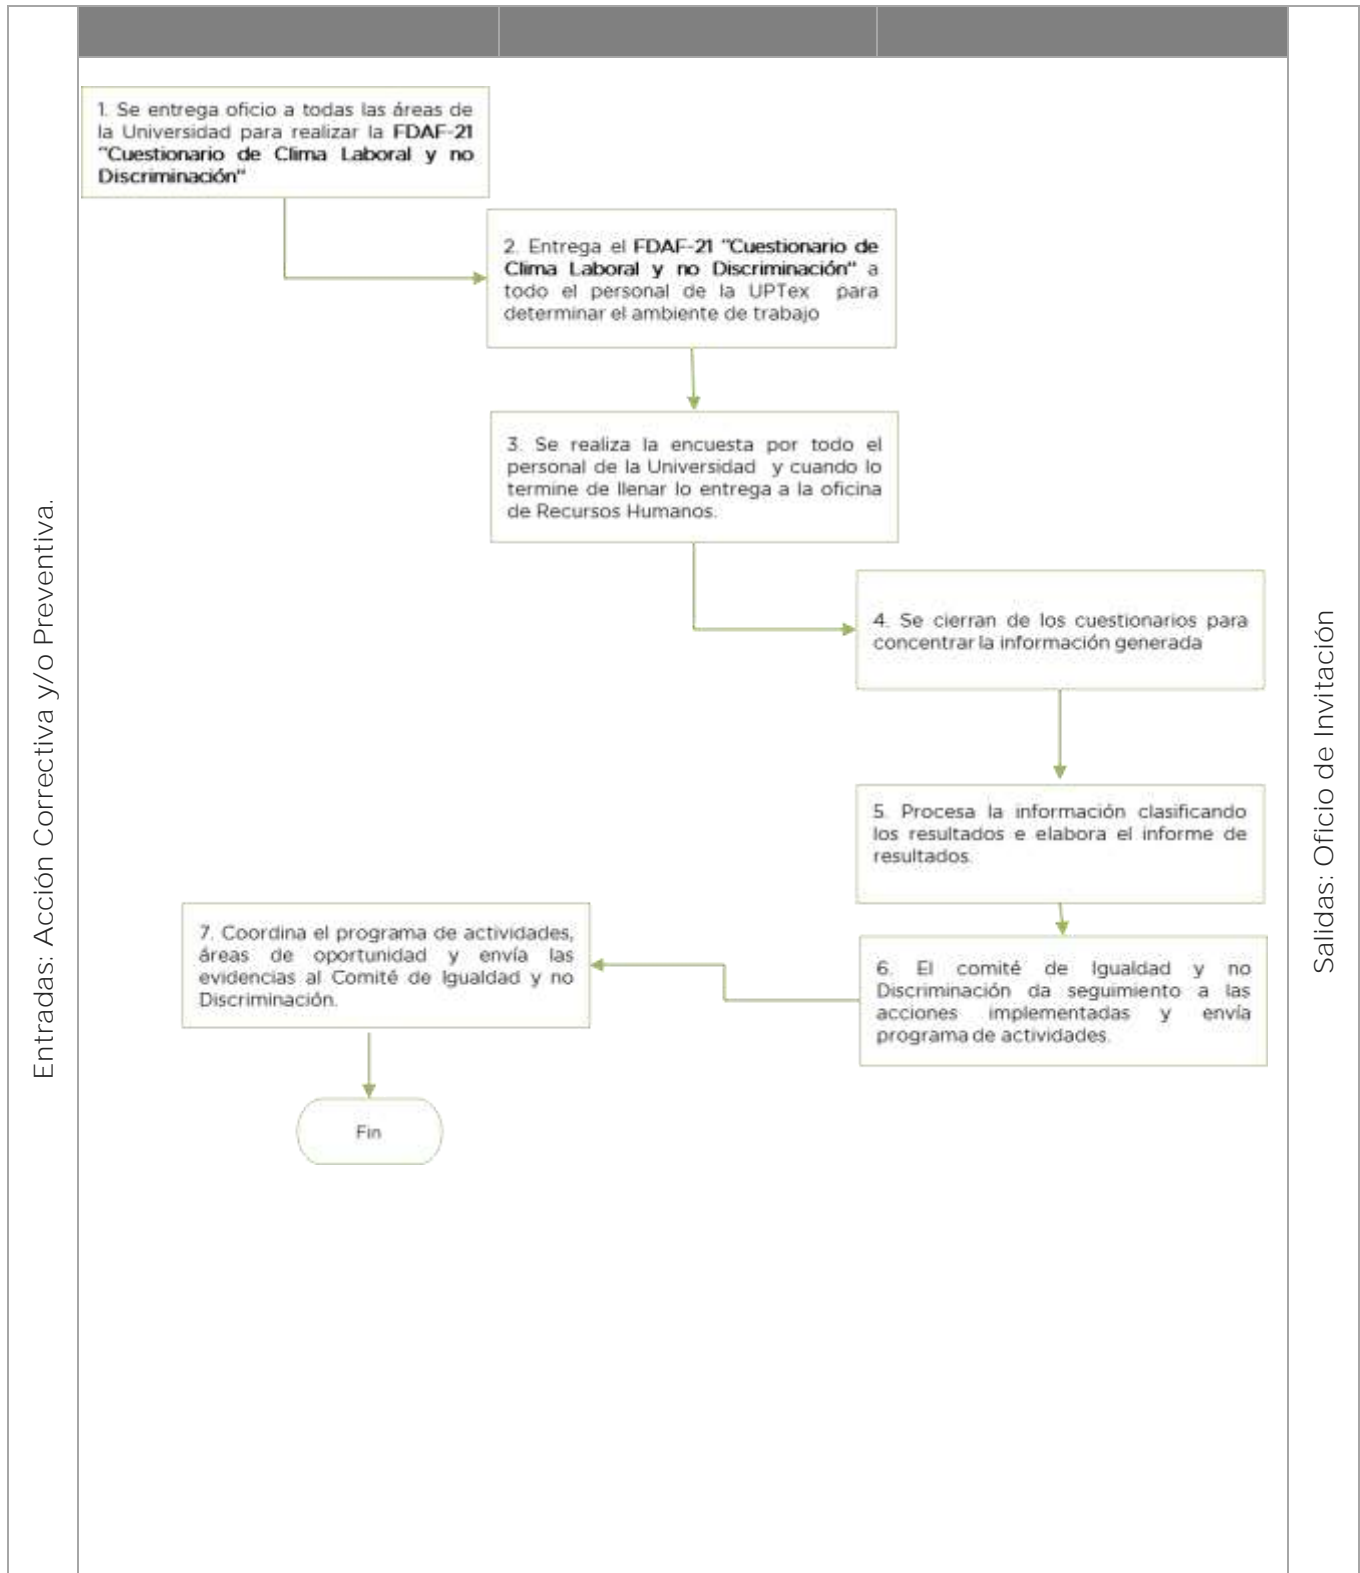 Entradas: Acción Correctiva y/o Preventiva.
1. Se entrega oficio a todas las áreas de
la Universidad para realizar la FDAF-21
"Cuestionario de Clima Laboral y no
Discriminación"
2. Entrega el FDAF-21 "Cuestionario de
Clima Laboral y no Discriminación" a
todo el personal de la UPTex para
determinar el ambiente de trabajo
3. Se realiza la encuesta por todo el
personal de la Universidad y cuando lo
termine de llenar lo entrega a la oficina
de Recursos Humanos.
4. Se cierran de los cuestionarios para
concentrar la información generada
5. Procesa la información clasificando
los resultados e elabora el informe de
resultados.
6. El comité de Igualdad y no
Discriminación da seguimiento a las
acciones implementadas y envía
programa de actividades.
7. Coordina el programa de actividades,
áreas de oportunidad y envía las
evidencias al Comité de Igualdad y no
Discriminación.
Fin
Salidas: Oficio de Invitación